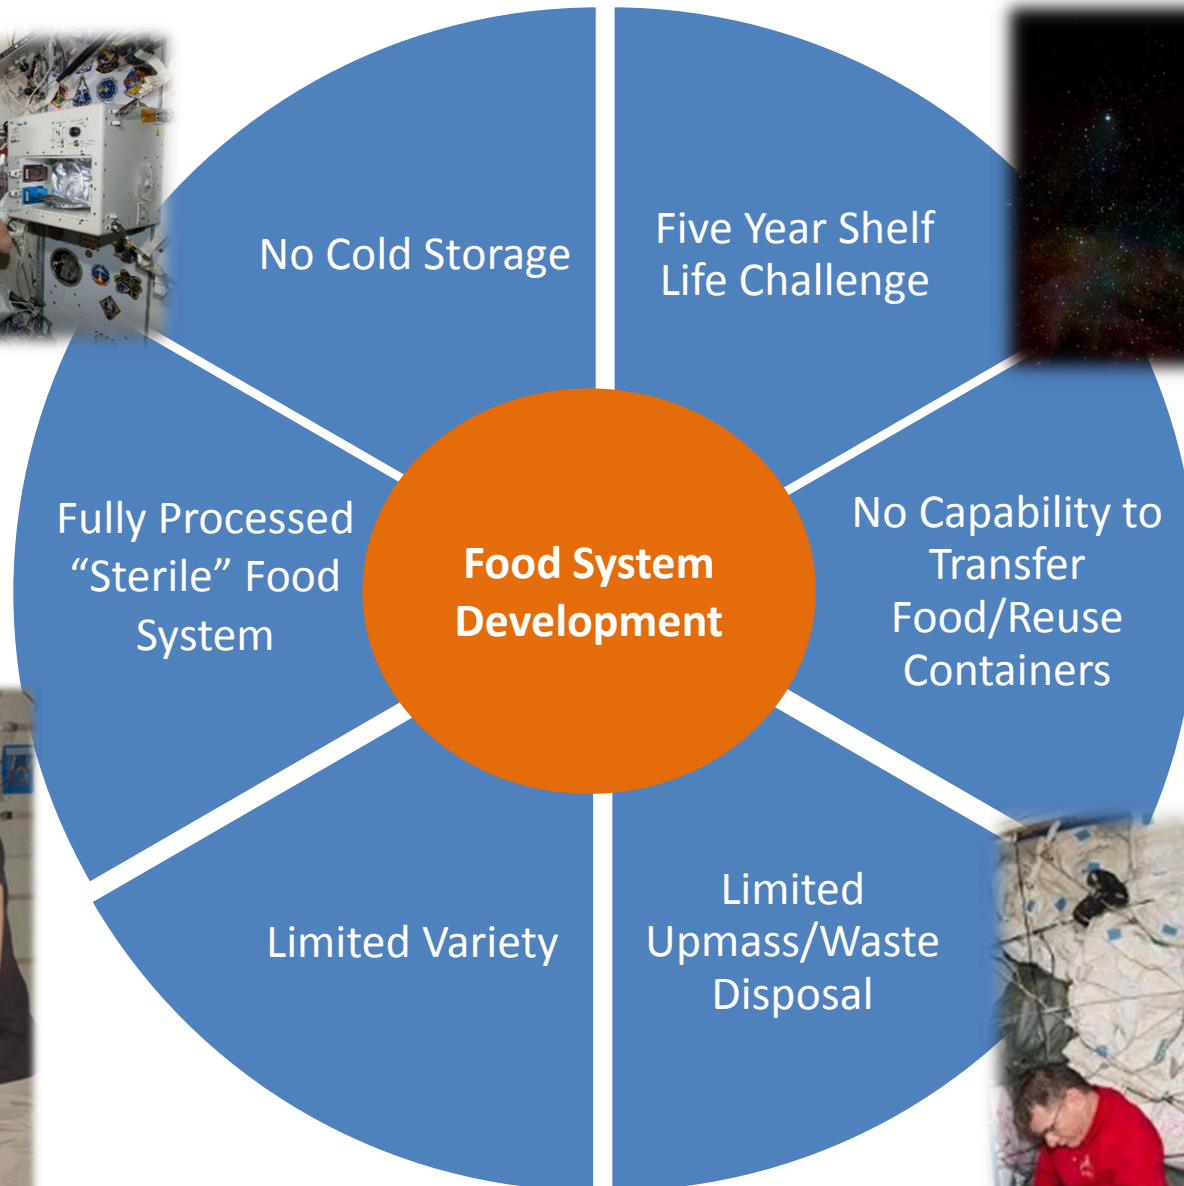 No Cold Storage
Five Year Shelf
Life Challenge
Fully Processed
“Sterile” Food
System
Food System
Development
No Capability to
Transfer
Food/Reuse
Containers
Limited Variety
Limited
Upmass/Waste
Disposal